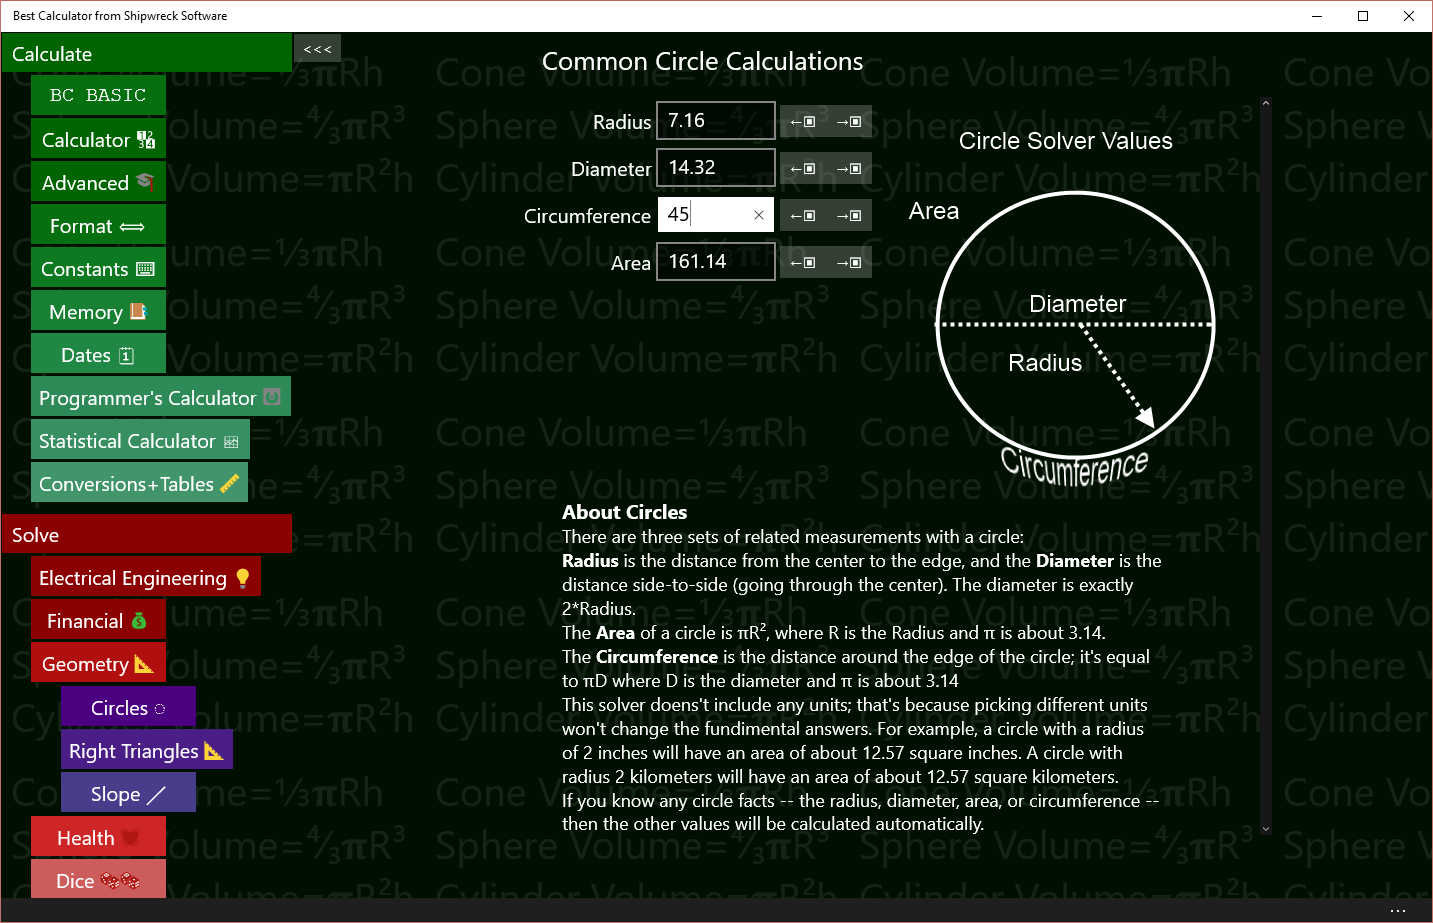 Best Calculator from Shipwreck Software
Calculate
<<<
BC BASIC
Calculator
Advanced
Format
Constants
Memory
Dates
Programmer's Calculator
Statistical Calculator
Conversions+Tables
Solve
Electrical Engineering
Financial
Geometry
Circles
Right Triangles
Slope
Health
Dice
Common Circle Calculations
Radius 7.16
Diameter 14.32
Circumference 45
Area 161.14
Circle Solver Values
Area
Diameter
Radius
Circumference
About Circles
There are three sets of related measurements with a circle:
Radius is the distance from the center to the edge, and the Diameter is the
distance side-to-side (going through the center). The diameter is exactly
2*Radius.
The Area of a circle is πR², where R is the Radius and π is about 3.14.
The Circumference is the distance around the edge of the circle; it's equal
to πD where D is the diameter and π is about 3.14
This solver doens't include any units; that's because picking different units
won't change the fundimental answers. For example, a circle with a radius
of 2 inches will have an area of about 12.57 square inches. A circle with
radius 2 kilometers will have an area of about 12.57 square kilometers.
If you know any circle facts -- the radius, diameter, area, or circumference --
then the other values will be calculated automatically.
Cone Volume=⅓πRh
Sphere Volume=⁴⁄₃πR³
Cylinder Volume=πR²h